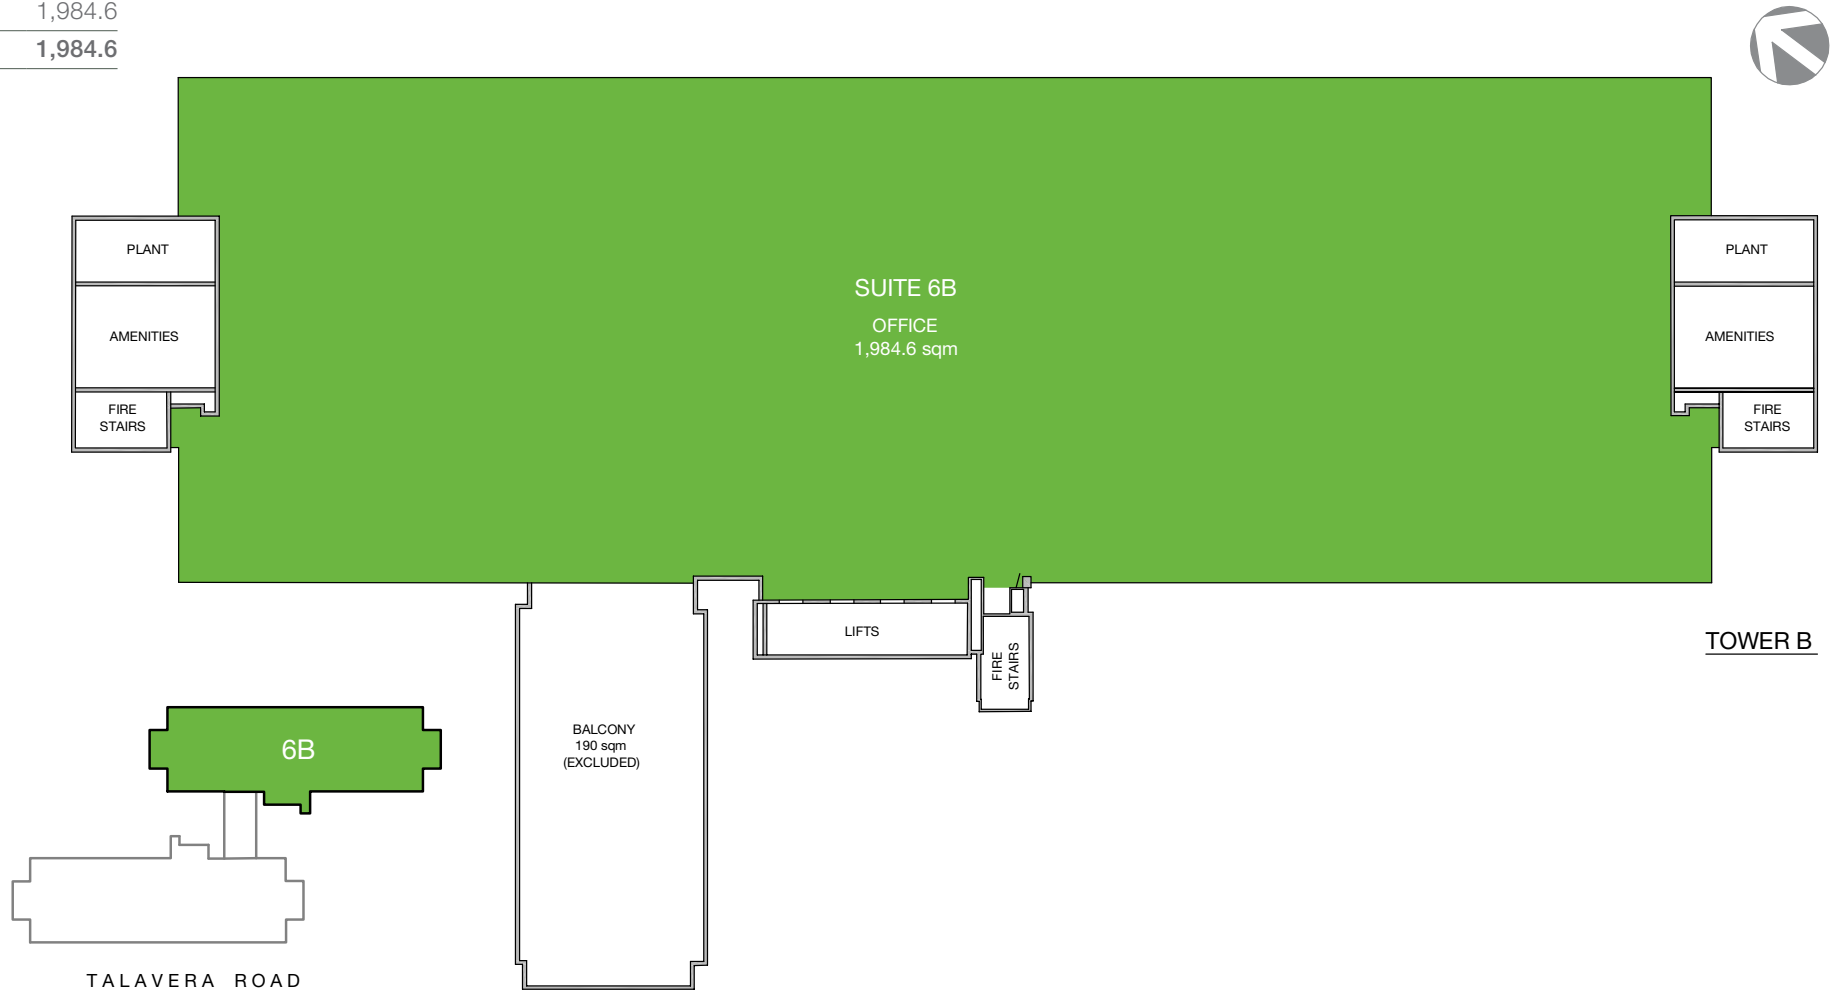 1,984.6
1,984.6
PLANT
PLANT
SUITE 6B
OFFICE
1,984.6 sqm
AMENITIES
AMENITIES
FIRE
STAIRS
FIRE
STAIRS
LIFTS
FIRE
STAIRS
TOWER B
BALCONY
190 sqm
(EXCLUDED)
6B
TALAVERA ROAD